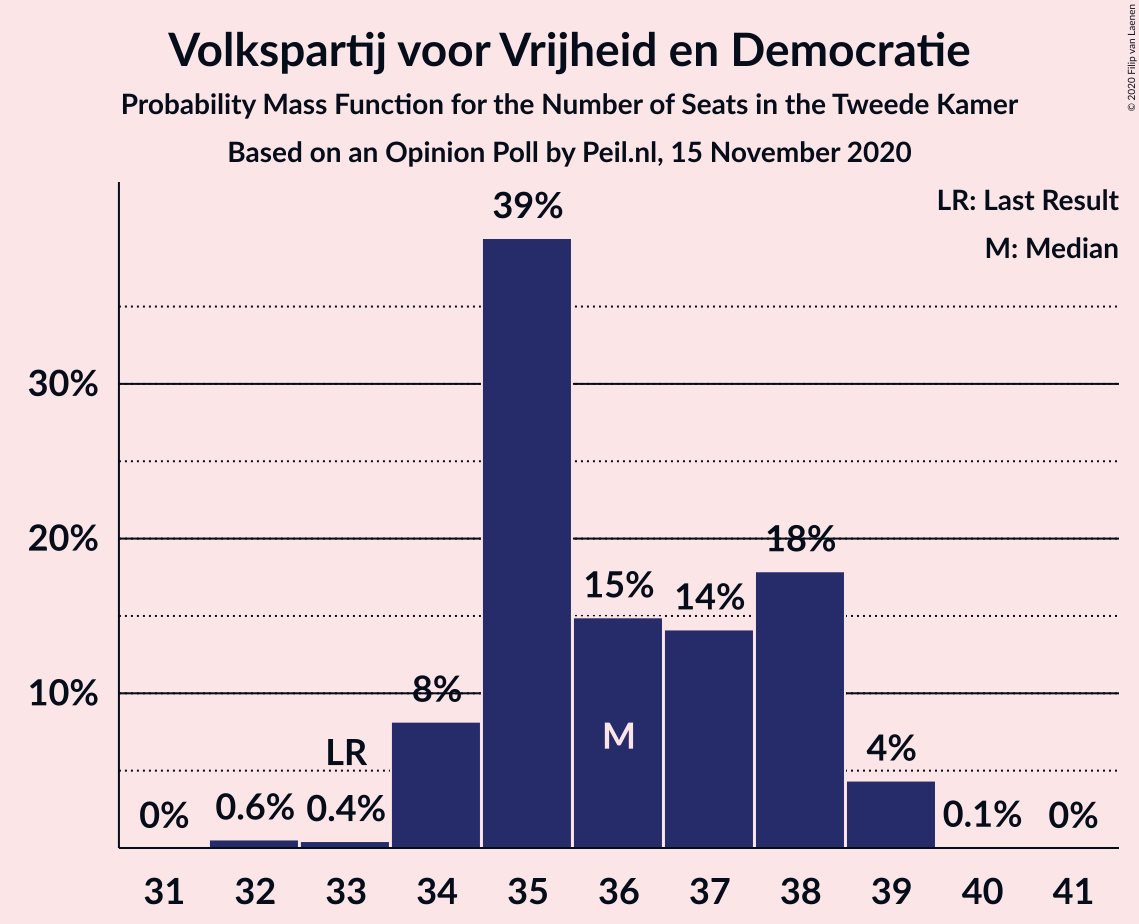 Volkspartij voor Vrijheid en Democratie
Probability Mass Function for the Number of Seats in the Tweede Kamer
Based on an Opinion Poll by Peil.nl, 15 November 2020
© 2020 Filip van Laenen
LR: Last Result
M: Median
39%
30%
20%
18%
15%
14%
10%
8%
LR
M
4%
0%
0.6%
0.4%
0.1%
0%
31 32 33 34 35 36 37 38 39 40 41